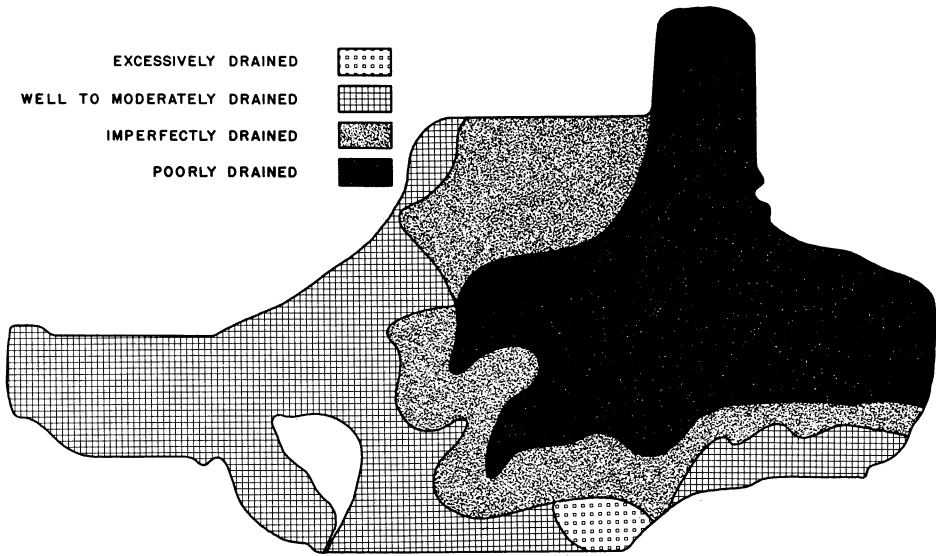 EXCESSIVELY DRAINED
WELL TO MODERATELY DRAINED
IMPERFECTLY DRAINED
POORLY DRAINED